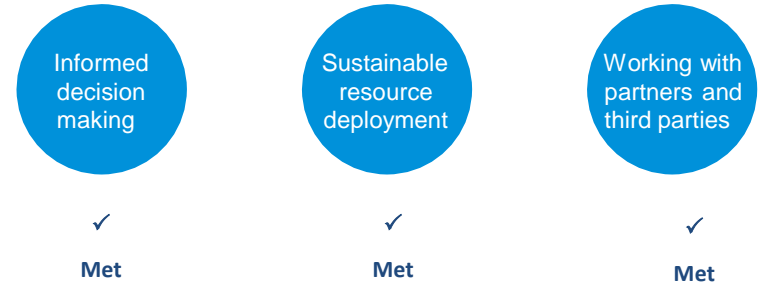 Informed
decision
making
Sustainable
resource
deployment
Working with
partners and
third parties
✓
✓
✓
Met
Met
Met